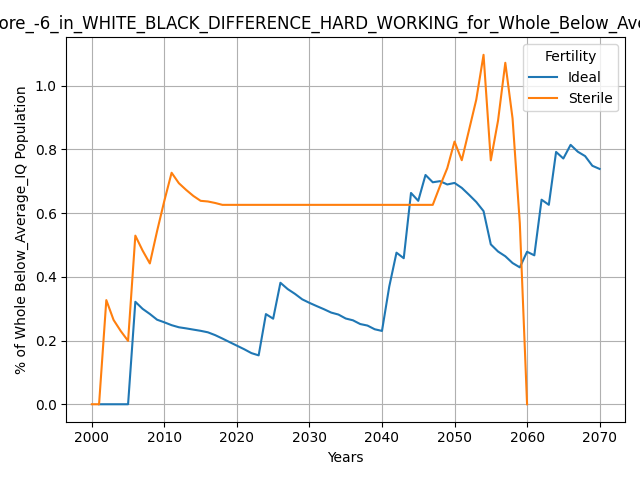 ore_-6_in_WHITE_BLACK_DIFFERENCE_HARD_WORKING_for_Whole_Below_Ave
Fertility
Ideal
Sterile
% of Whole Below_Average_IQ Population
1.0
0.8
0.6
0.4
0.2
0.0
2000 2010 2020 2030 2040 2050 2060 2070
Years